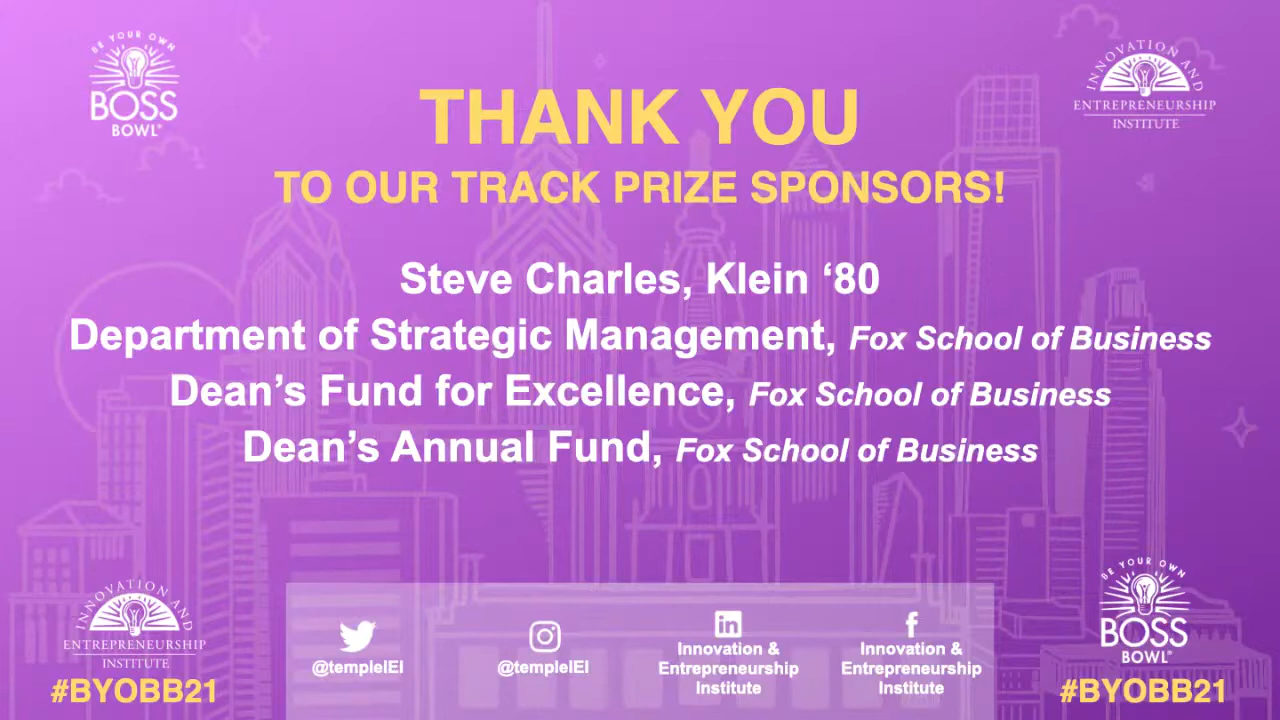 BE YOUR OWN
BOSS
BOWL®
INNOVATION AND
ENTREPRENEURSHIP
INSTITUTE
THANK YOU
TO OUR TRACK PRIZE SPONSORS!
Steve Charles, Klein ‘80
Department of Strategic Management, Fox School of Business
Dean’s Fund for Excellence, Fox School of Business
Dean’s Annual Fund, Fox School of Business
INNOVATION AND
ENTREPRENEURSHIP
INSTITUTE
#BYOBB21
@templeIEI
@templeIEI
in
Innovation &
Entrepreneurship
Institute
f
Innovation &
Entrepreneurship
Institute
BE YOUR OWN
BOSS
BOWL®
#BYOBB21